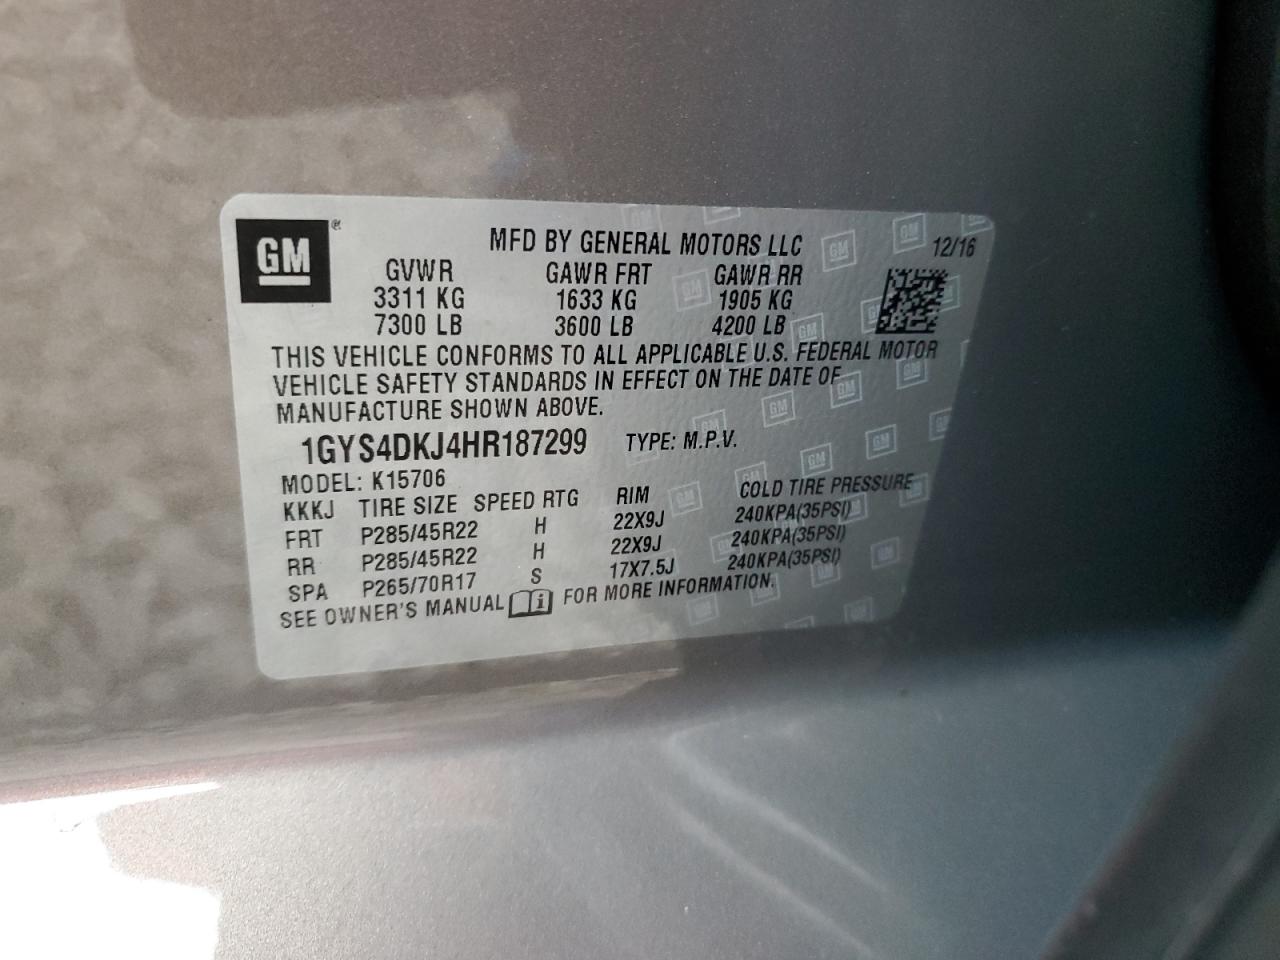 GM ®
MFD BY GENERAL MOTORS LLC 12/16
GVWR GAWR FRT GAWR RR
3311 KG 1633 KG 1905 KG
7300 LB 3600 LB 4200 LB
THIS VEHICLE CONFORMS TO ALL APPLICABLE U.S. FEDERAL MOTOR
VEHICLE SAFETY STANDARDS IN EFFECT ON THE DATE OF
MANUFACTURE SHOWN ABOVE.
1GYS4DKJ4HR187299 TYPE: M.P.V.
MODEL: K15706
KKKJ TIRE SIZE SPEED RTG RIM COLD TIRE PRESSURE
FRT P285/45R22 H 22X9J 240KPA(35PSI)
RR P285/45R22 H 22X9J 240KPA(35PSI)
SPA P265/70R17 S 17X7.5J 240KPA(35PSI)
SEE OWNER'S MANUAL i FOR MORE INFORMATION.